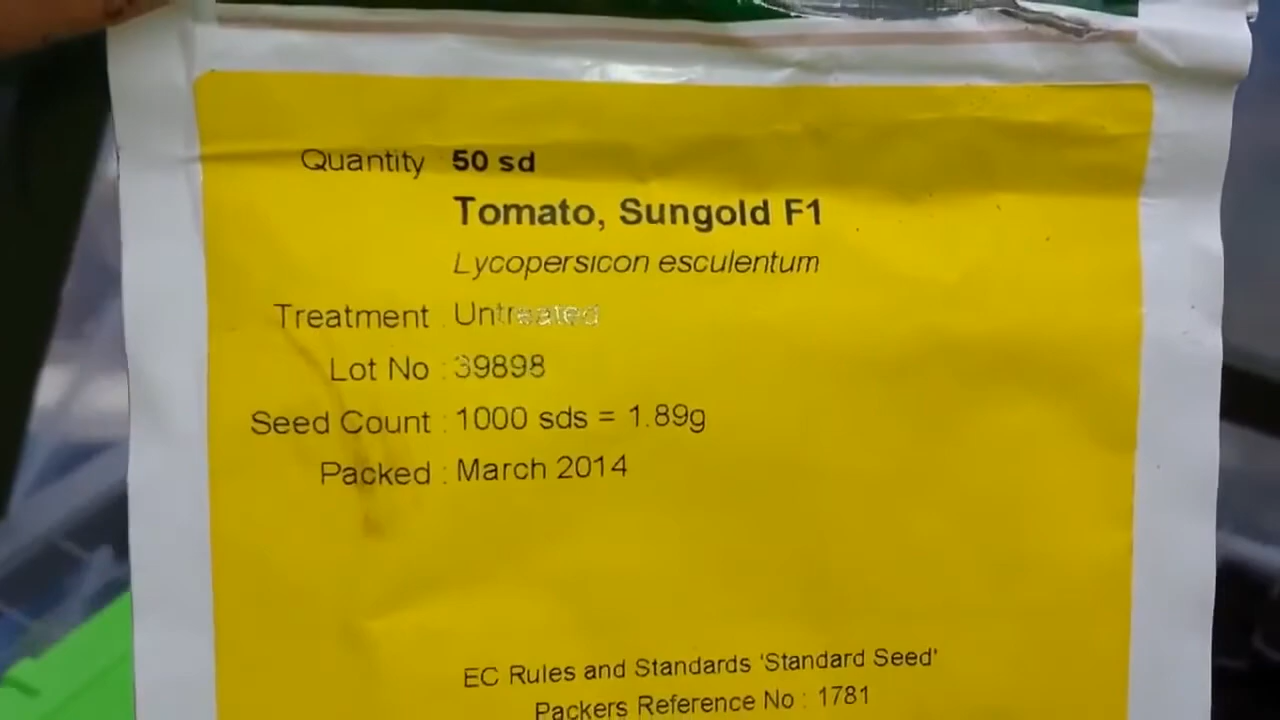 Quantity 50 sd
Tomato, Sungold F1
Lycopersicon esculentum
Treatment : Untreated
Lot No : 39898
Seed Count : 1000 sds = 1.89g
Packed : March 2014
EC Rules and Standards 'Standard Seed'
Packers Reference No : 1781